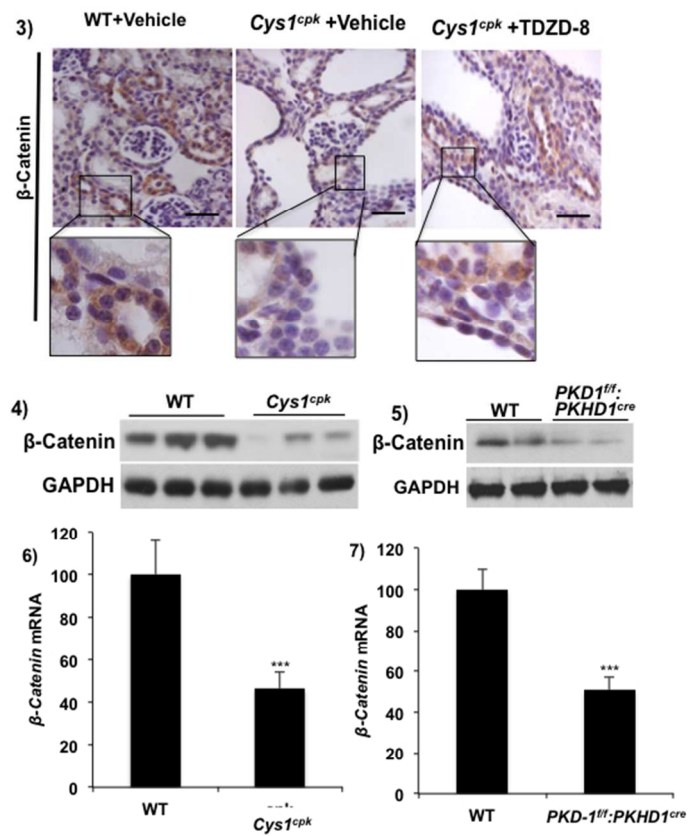 3)
WT+Vehicle Cys1cpk +Vehicle Cys1cpk +TDZD-8
β-Catenin
4)
WT Cys1cpk
β-Catenin
GAPDH
5)
WT PKD1f/f:
PKHD1cre
β-Catenin
GAPDH
6)
β-Catenin mRNA
120
100
80
60
40
20
0
***
WT
Cys1cpk
7)
β-Catenin mRNA
120
100
80
60
40
20
0
***
WT PKD-1f/f:PKHD1cre